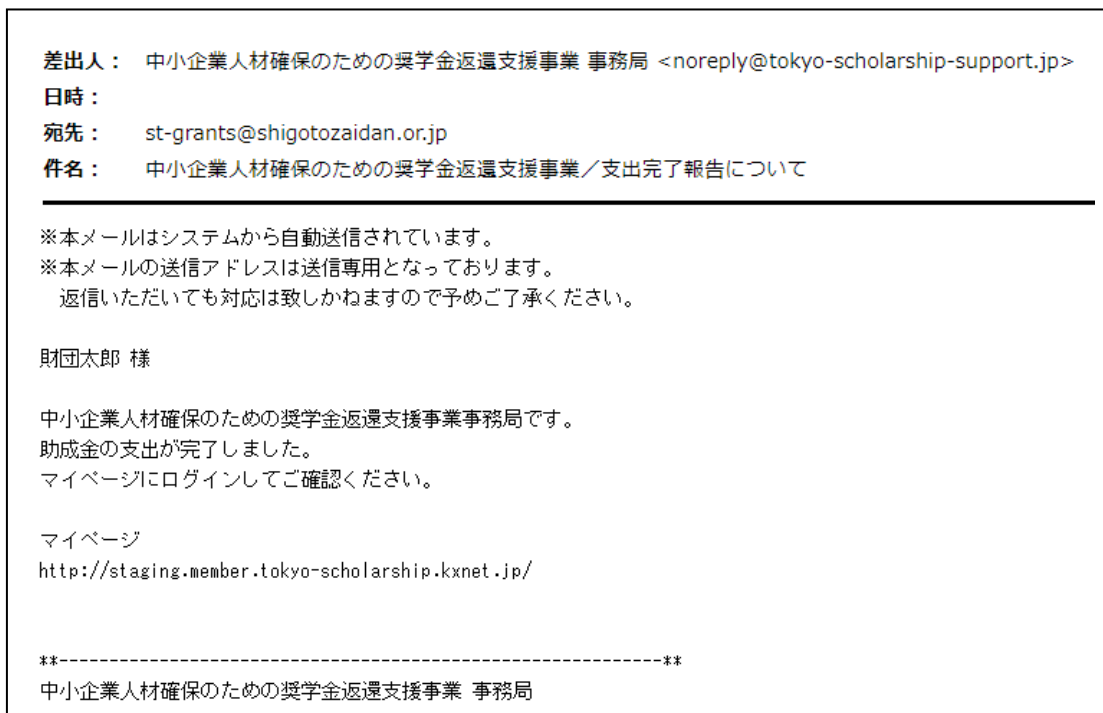 差出人： 中小企業人材確保のための奨学金返還支援事業 事務局 <noreply@tokyo-scholarship-support.jp>
日時：
宛先： st-grants@shigotozaidan.or.jp
件名： 中小企業人材確保のための奨学金返還支援事業／支出完了報告について
※本メールはシステムから自動送信されています。
※本メールの送信アドレスは送信専用となっております。
　返信いただいても対応は致しかねますので予めご了承ください。
財団太郎 様
中小企業人材確保のための奨学金返還支援事業事務局です。
助成金の支出が完了しました。
マイページにログインしてご確認ください。
マイページ
http://staging.member.tokyo-scholarship.kxnet.jp/
**------------------------------------------------------------**
中小企業人材確保のための奨学金返還支援事業 事務局